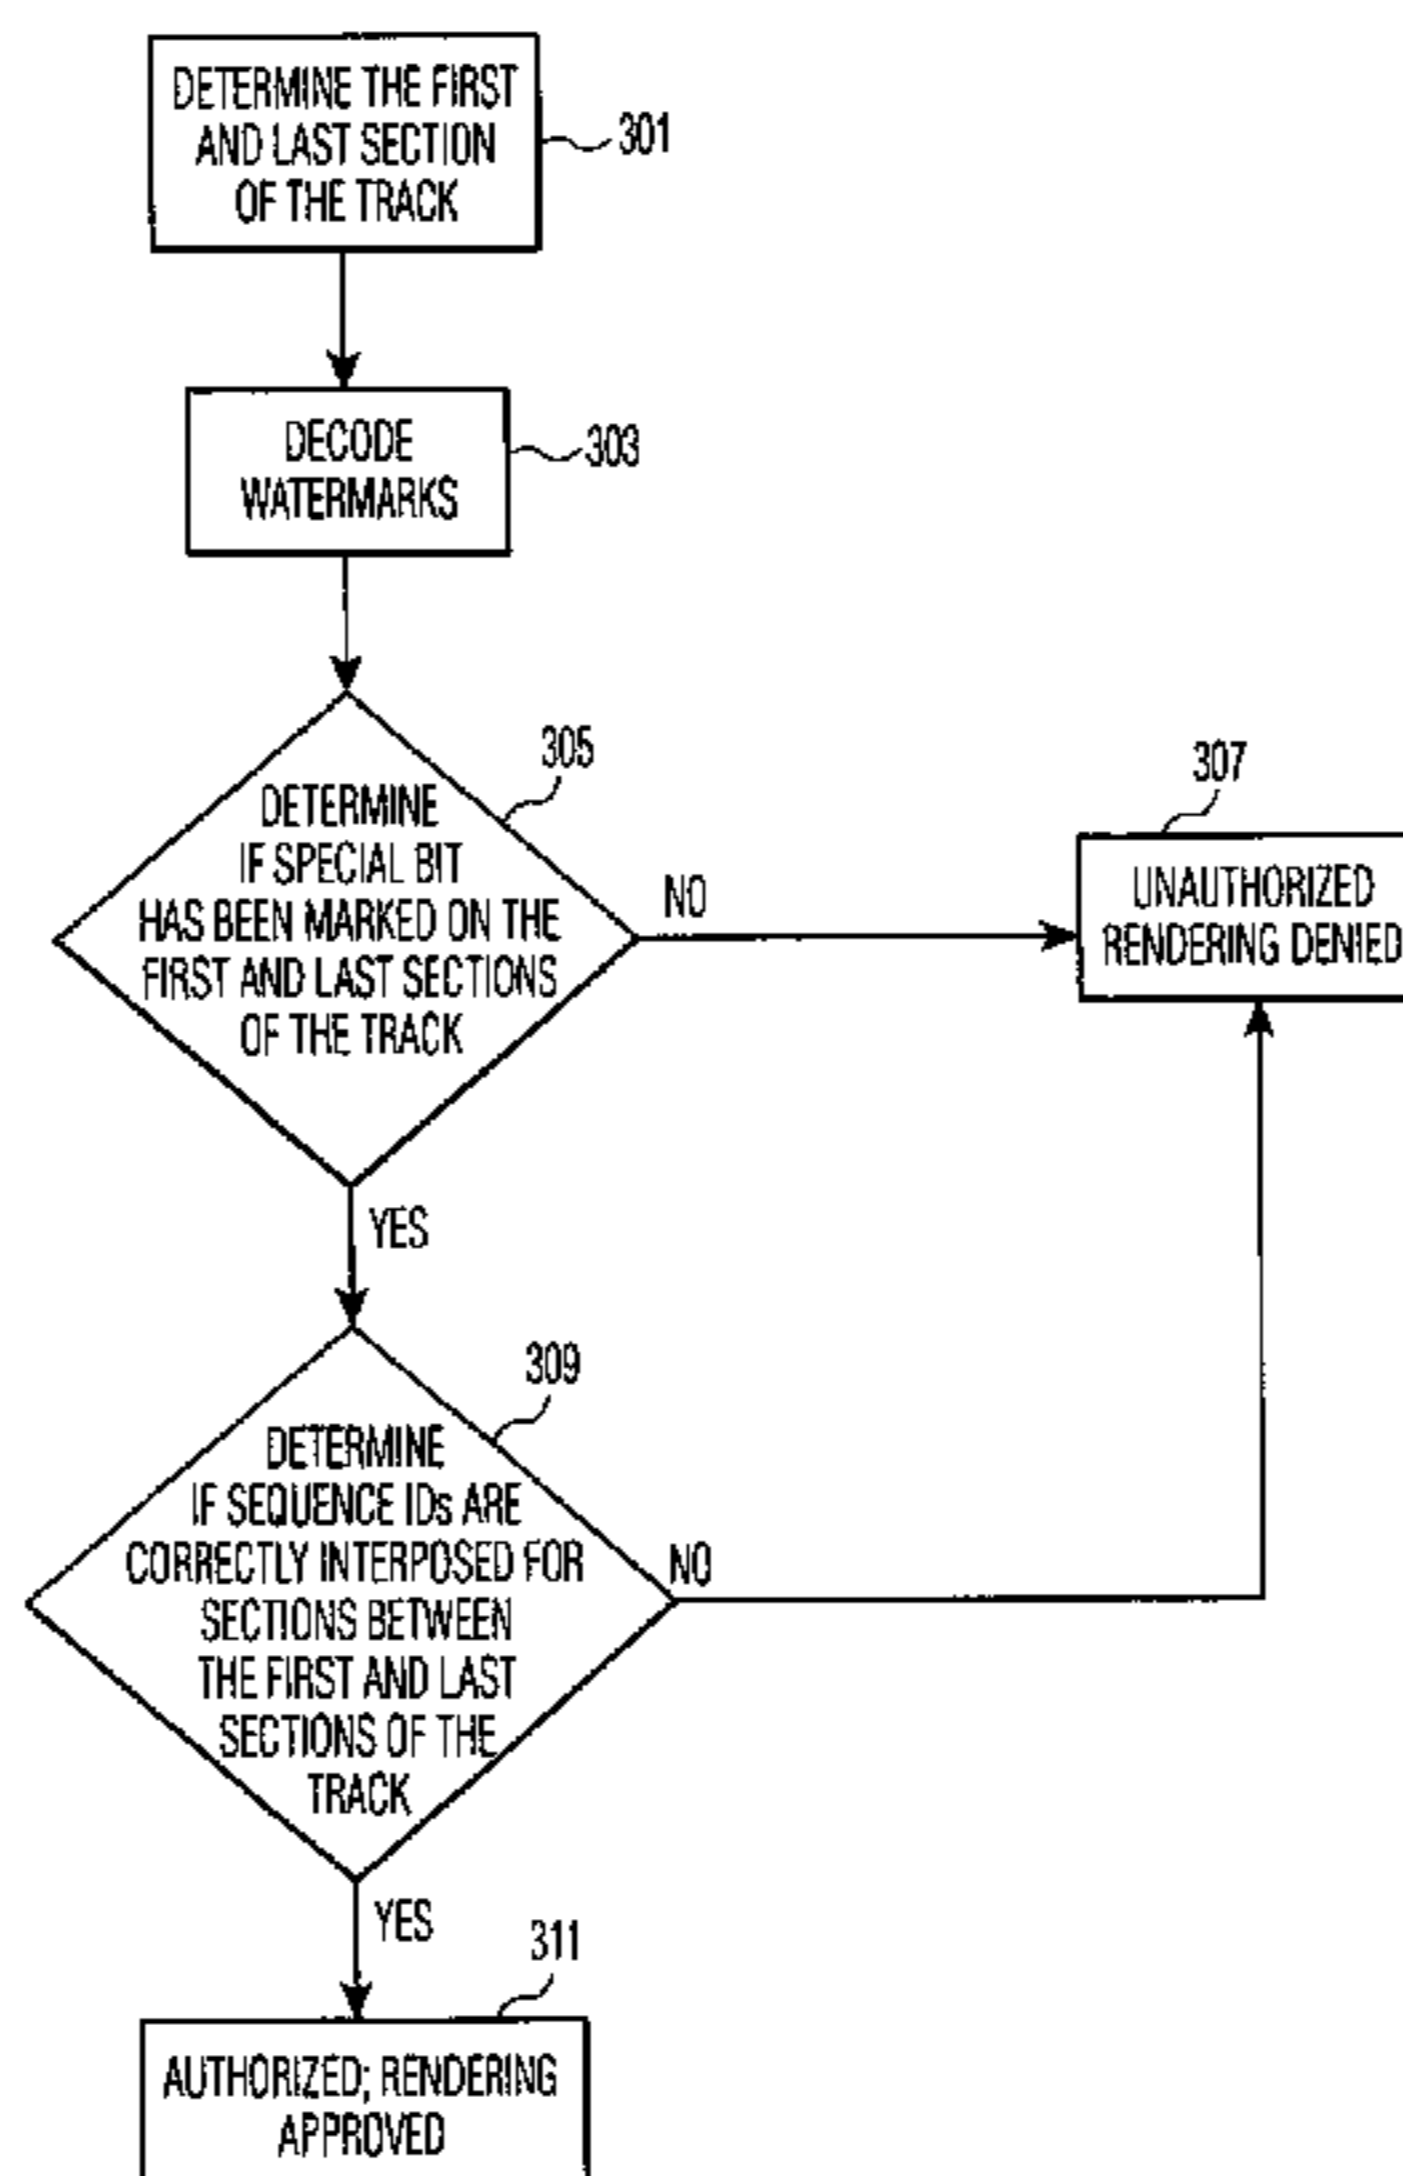 DETERMINE THE FIRST
AND LAST SECTION
OF THE TRACK
301
DECODE
WATERMARKS
303
305
DETERMINE
IF SPECIAL BIT
HAS BEEN MARKED ON THE
FIRST AND LAST SECTIONS
OF THE TRACK
NO
307
UNAUTHORIZED
RENDERING DENIED
YES
309
DETERMINE
IF SEQUENCE IDs ARE
CORRECTLY INTERPOSED FOR
SECTIONS BETWEEN
THE FIRST AND LAST
SECTIONS OF THE
TRACK
NO
YES
311
AUTHORIZED; RENDERING
APPROVED